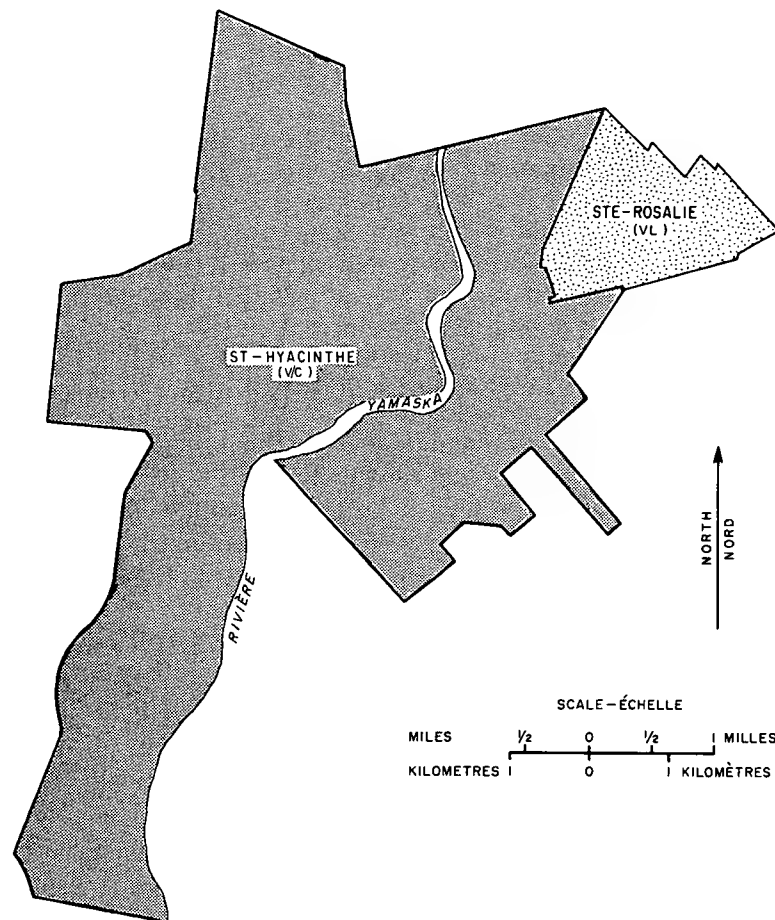 STE-ROSALIE
(VL)
ST-HYACINTHE
(V/C)
YAMASKA
RIVIÈRE
NORTH
NORD
SCALE-ÉCHELLE
MILES ½ 0 ½ 1 MILLES
KILOMETRES 1 0 1 KILOMÈTRES